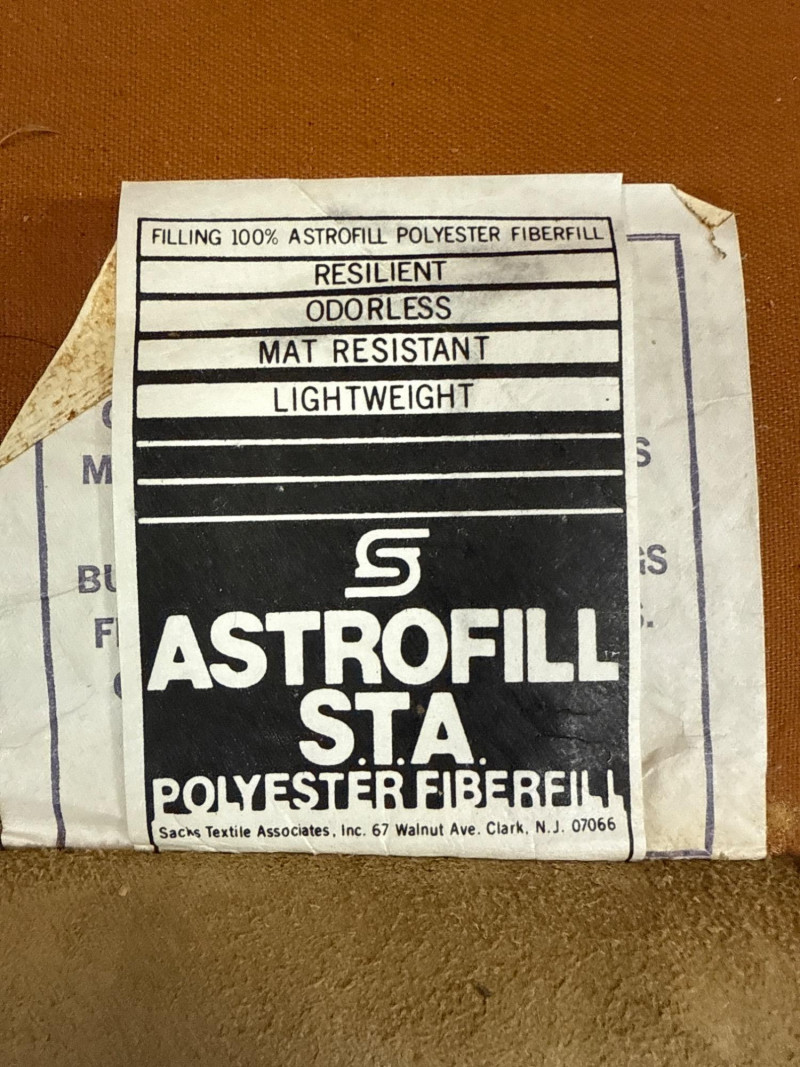 FILLING 100% ASTROFILL POLYESTER FIBERFILL
RESILIENT
ODORLESS
MAT RESISTANT
LIGHTWEIGHT
ASTROFILL
S.T.A.
POLYESTER FIBERFILL
Sacks Textile Associates, Inc. 67 Walnut Ave. Clark, N.J. 07066